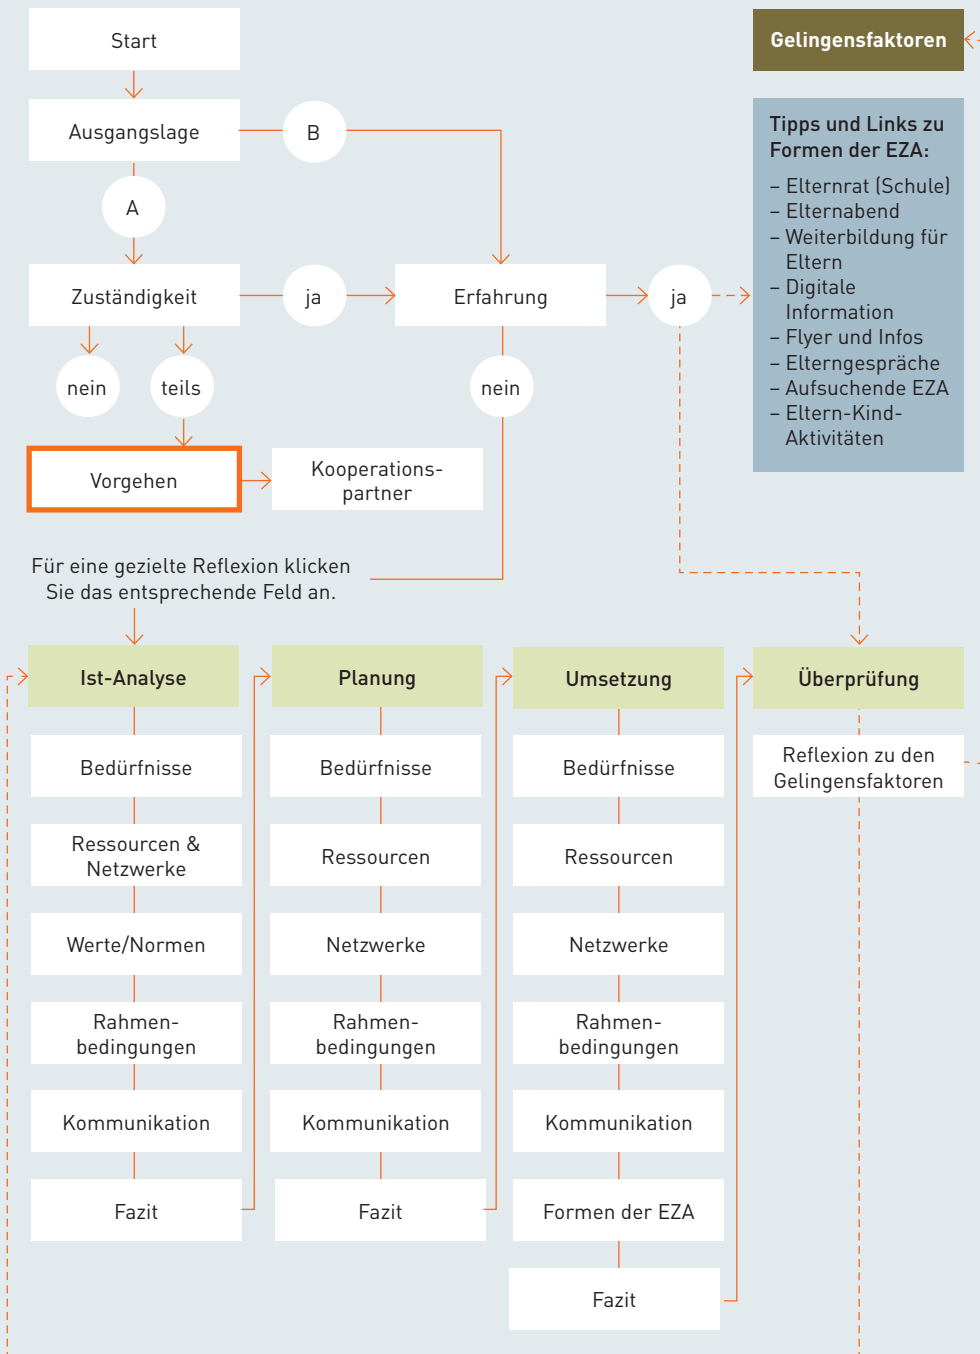 Start
Ausgangslage
B
A
Zuständigkeit
ja
Erfahrung
ja
nein
teils
nein
Vorgehen
Kooperations-
partner
Gelingensfaktoren
Tipps und Links zu
Formen der EZA:
– Elternrat (Schule)
– Elternabend
– Weiterbildung für
Eltern
– Digitale
Information
– Flyer und Infos
– Elterngespräche
– Aufsuchende EZA
– Eltern-Kind-
Aktivitäten
Für eine gezielte Reflexion klicken
Sie das entsprechende Feld an.
Ist-Analyse
Bedürfnisse
Ressourcen &
Netzwerke
Werte/Normen
Rahmen-
bedingungen
Kommunikation
Fazit
Planung
Bedürfnisse
Ressourcen
Netzwerke
Rahmen-
bedingungen
Kommunikation
Fazit
Umsetzung
Bedürfnisse
Ressourcen
Netzwerke
Rahmen-
bedingungen
Kommunikation
Formen der EZA
Fazit
Überprüfung
Reflexion zu den
Gelingensfaktoren